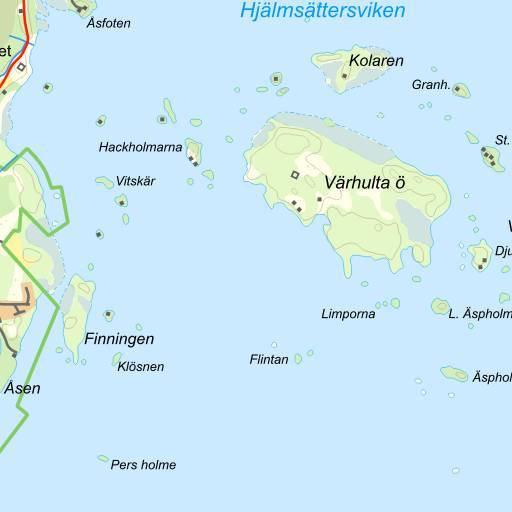 Hjälmsättersviken
Åsfoten
et
Kolaren
Granh.
Hackholmarna
St.
Vitskär
Värhulta ö
V
Dju
Limporna
L. Äspholm
Finningen
Flintan
Klösnen
Äsphol
Åsen
Pers holme